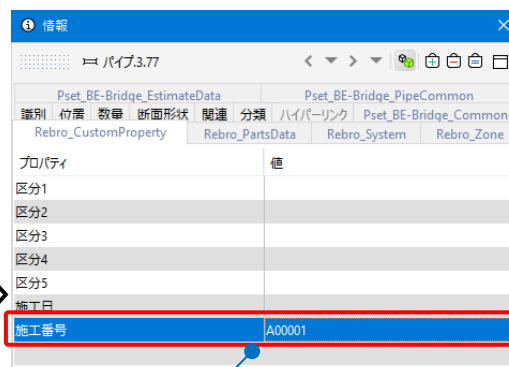 情報
パイプ.3.77
Pset_BE-Bridge_EstimateData Pset_BE-Bridge_PipeCommon
識別 位置 数量 断面形状 関連 分類 ハイパーリンク Pset_BE-Bridge_Common
Rebro_CustomProperty Rebro_PartsData Rebro_System Rebro_Zone
プロパティ 値
区分1
区分2
区分3
区分4
区分5
施工日
施工番号 A00001